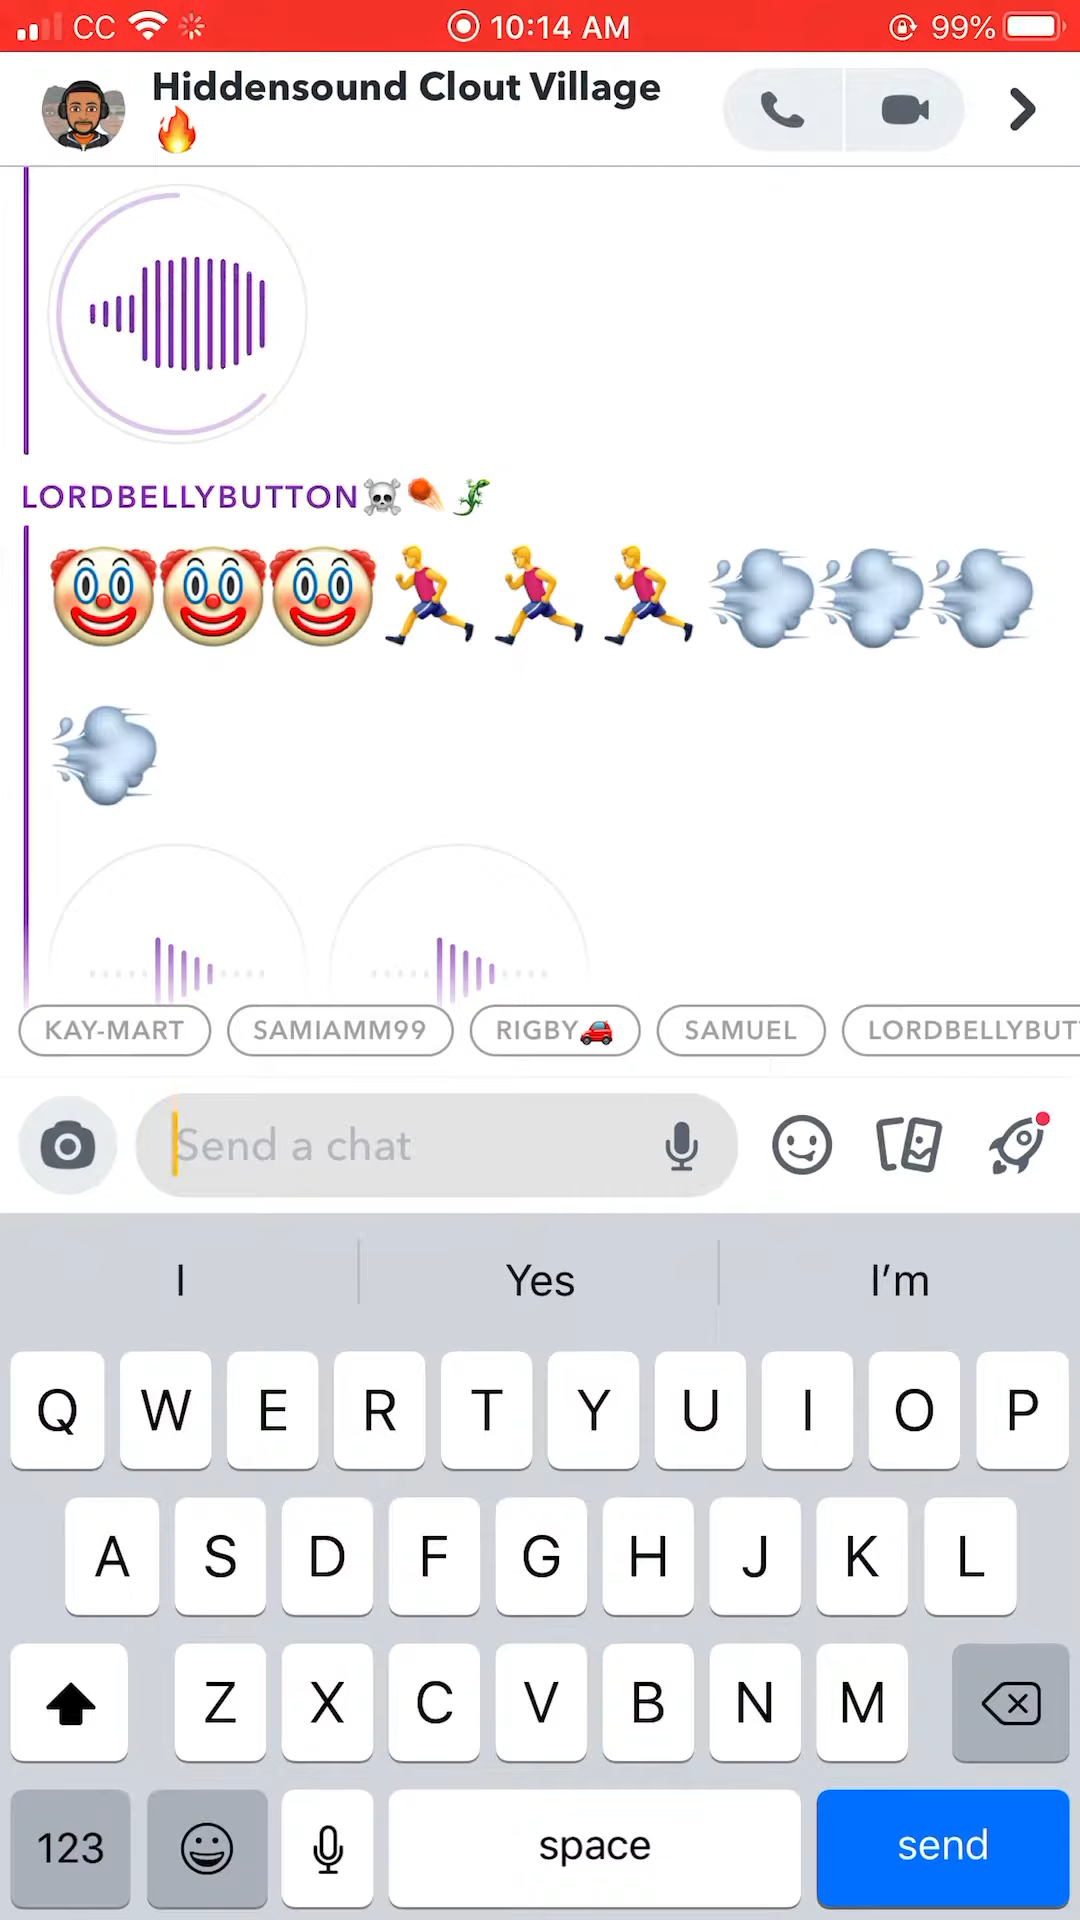 CC 10:14 AM 99%
Hiddensound Clout Village
🔥
LORDBELLYBUTTON☠️☄️🦎
🤡🤡🤡🏃🏃🏃💨💨💨
💨
KAY-MART SAMIAMM99 RIGBY🚗 SAMUEL LORDBELLYBUT
Send a chat
I Yes I'm
Q W E R T Y U I O P
A S D F G H J K L
Z X C V B N M
123 space send